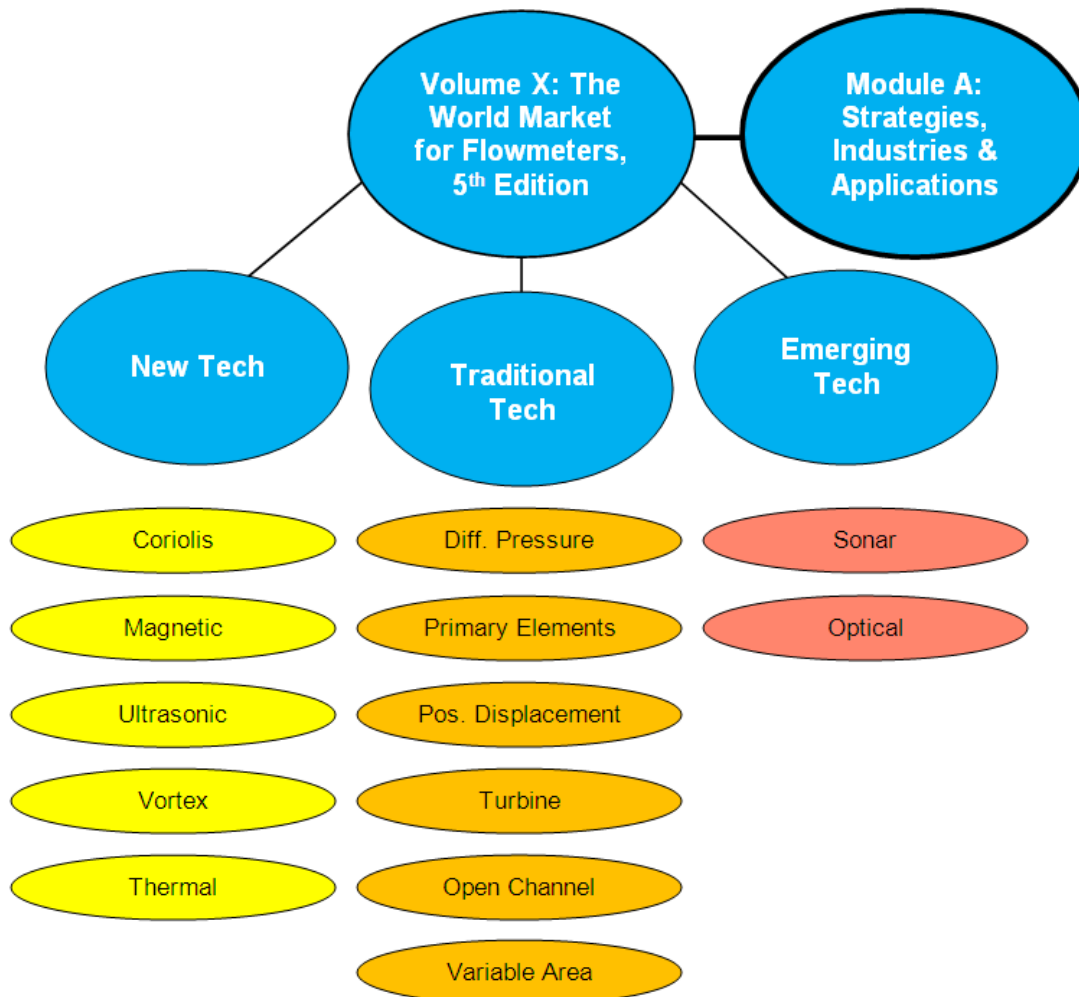 Volume X: The
World Market
for Flowmeters,
5th Edition
Module A:
Strategies,
Industries &
Applications
New Tech
Traditional
Tech
Emerging
Tech
Coriolis
Diff. Pressure
Sonar
Magnetic
Primary Elements
Optical
Ultrasonic
Pos. Displacement
Vortex
Turbine
Thermal
Open Channel
Variable Area